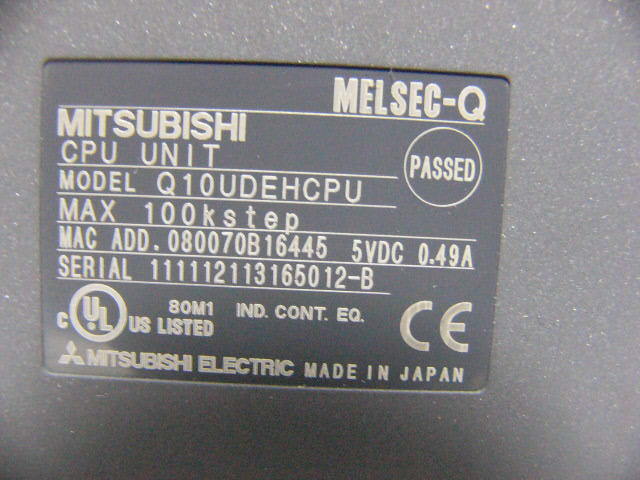 MELSEC-Q
MITSUBISHI
CPU UNIT
PASSED
MODEL Q10UDEHCPU
MAX 100kstep
MAC ADD. 080070B16445 5VDC 0.49A
SERIAL 111112113165012-B
C UL US LISTED 80M1 IND. CONT. EQ. CE
MITSUBISHI ELECTRIC MADE IN JAPAN